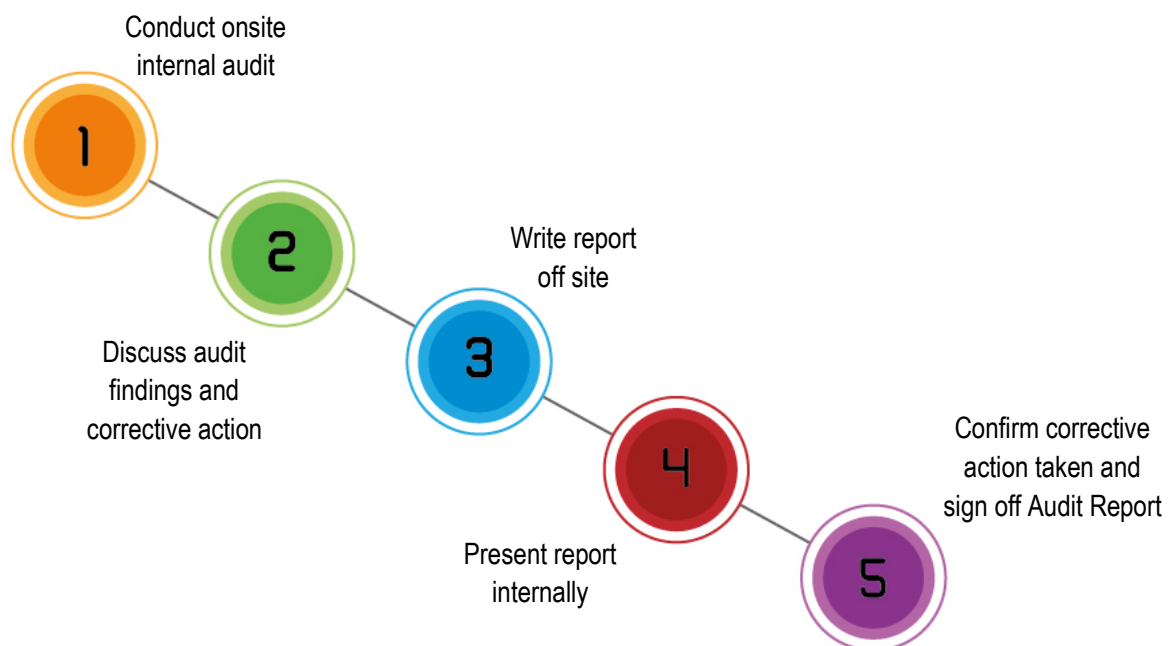 Conduct onsite
internal audit
1
2
Discuss audit
findings and
corrective action
Write report
off site
3
4
Present report
internally
Confirm corrective
action taken and
sign off Audit Report
5